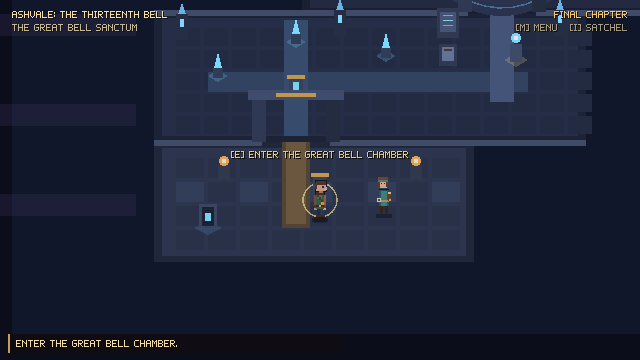 ASHVALE: THE THIRTEENTH BELL
THE GREAT BELL SANCTUM
FINAL CHAPTER
[M] MENU [I] SATCHEL
[E] ENTER THE GREAT BELL CHAMBER
ENTER THE GREAT BELL CHAMBER.